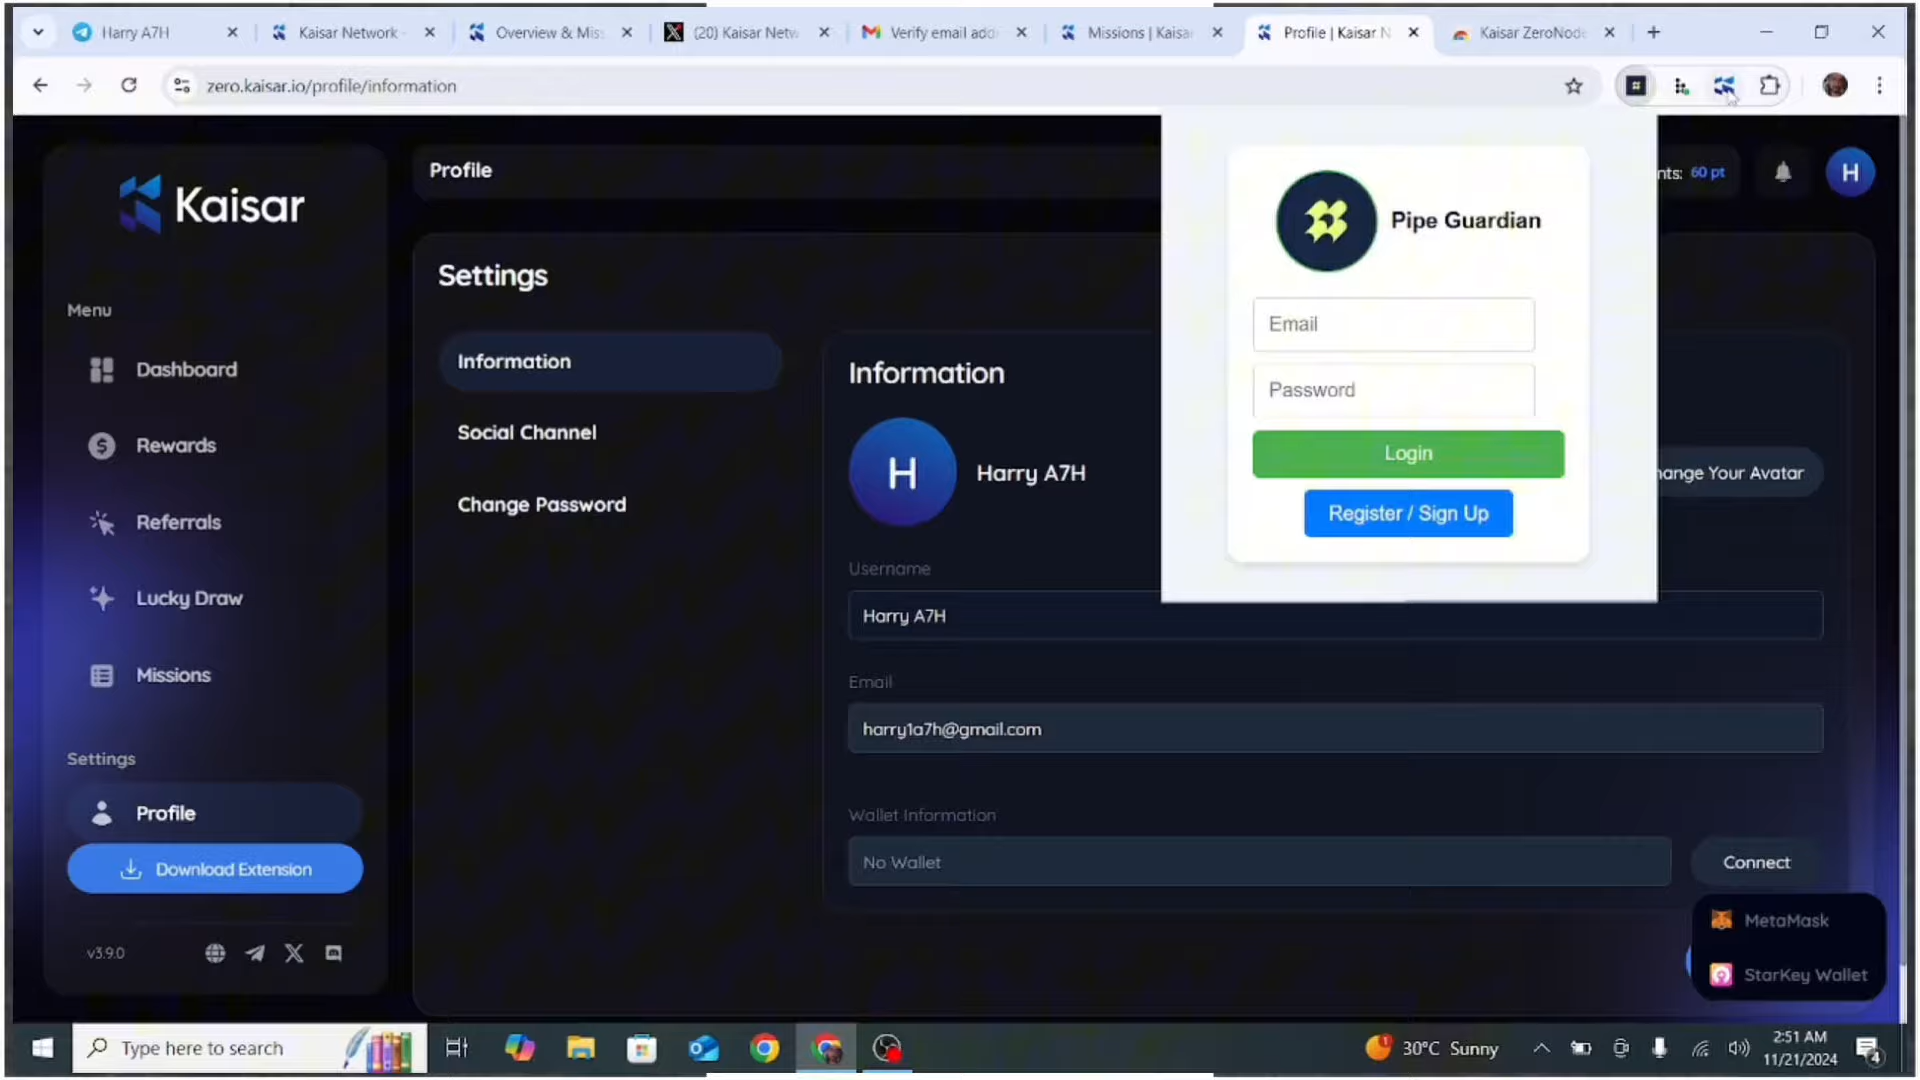 Harry A7H
Kaisar Network -
Overview & Mis
(20) Kaisar Netw
Verify email add
Missions | Kaisar
Profile | Kaisar N
Kaisar ZeroNode
zero.kaisar.io/profile/information
Kaisar
Profile
nts: 60 pt
H
Pipe Guardian
Email
Password
Login
Register / Sign Up
Menu
Dashboard
Rewards
Referrals
Lucky Draw
Missions
Settings
Profile
Download Extension
v3.9.0
Settings
Information
Social Channel
Change Password
Information
H
Harry A7H
hange Your Avatar
Username
Harry A7H
Email
harry1a7h@gmail.com
Wallet Information
No Wallet
Connect
MetaMask
StarKey Wallet
Type here to search
1
30°C Sunny
2:51 AM
11/21/2024
4